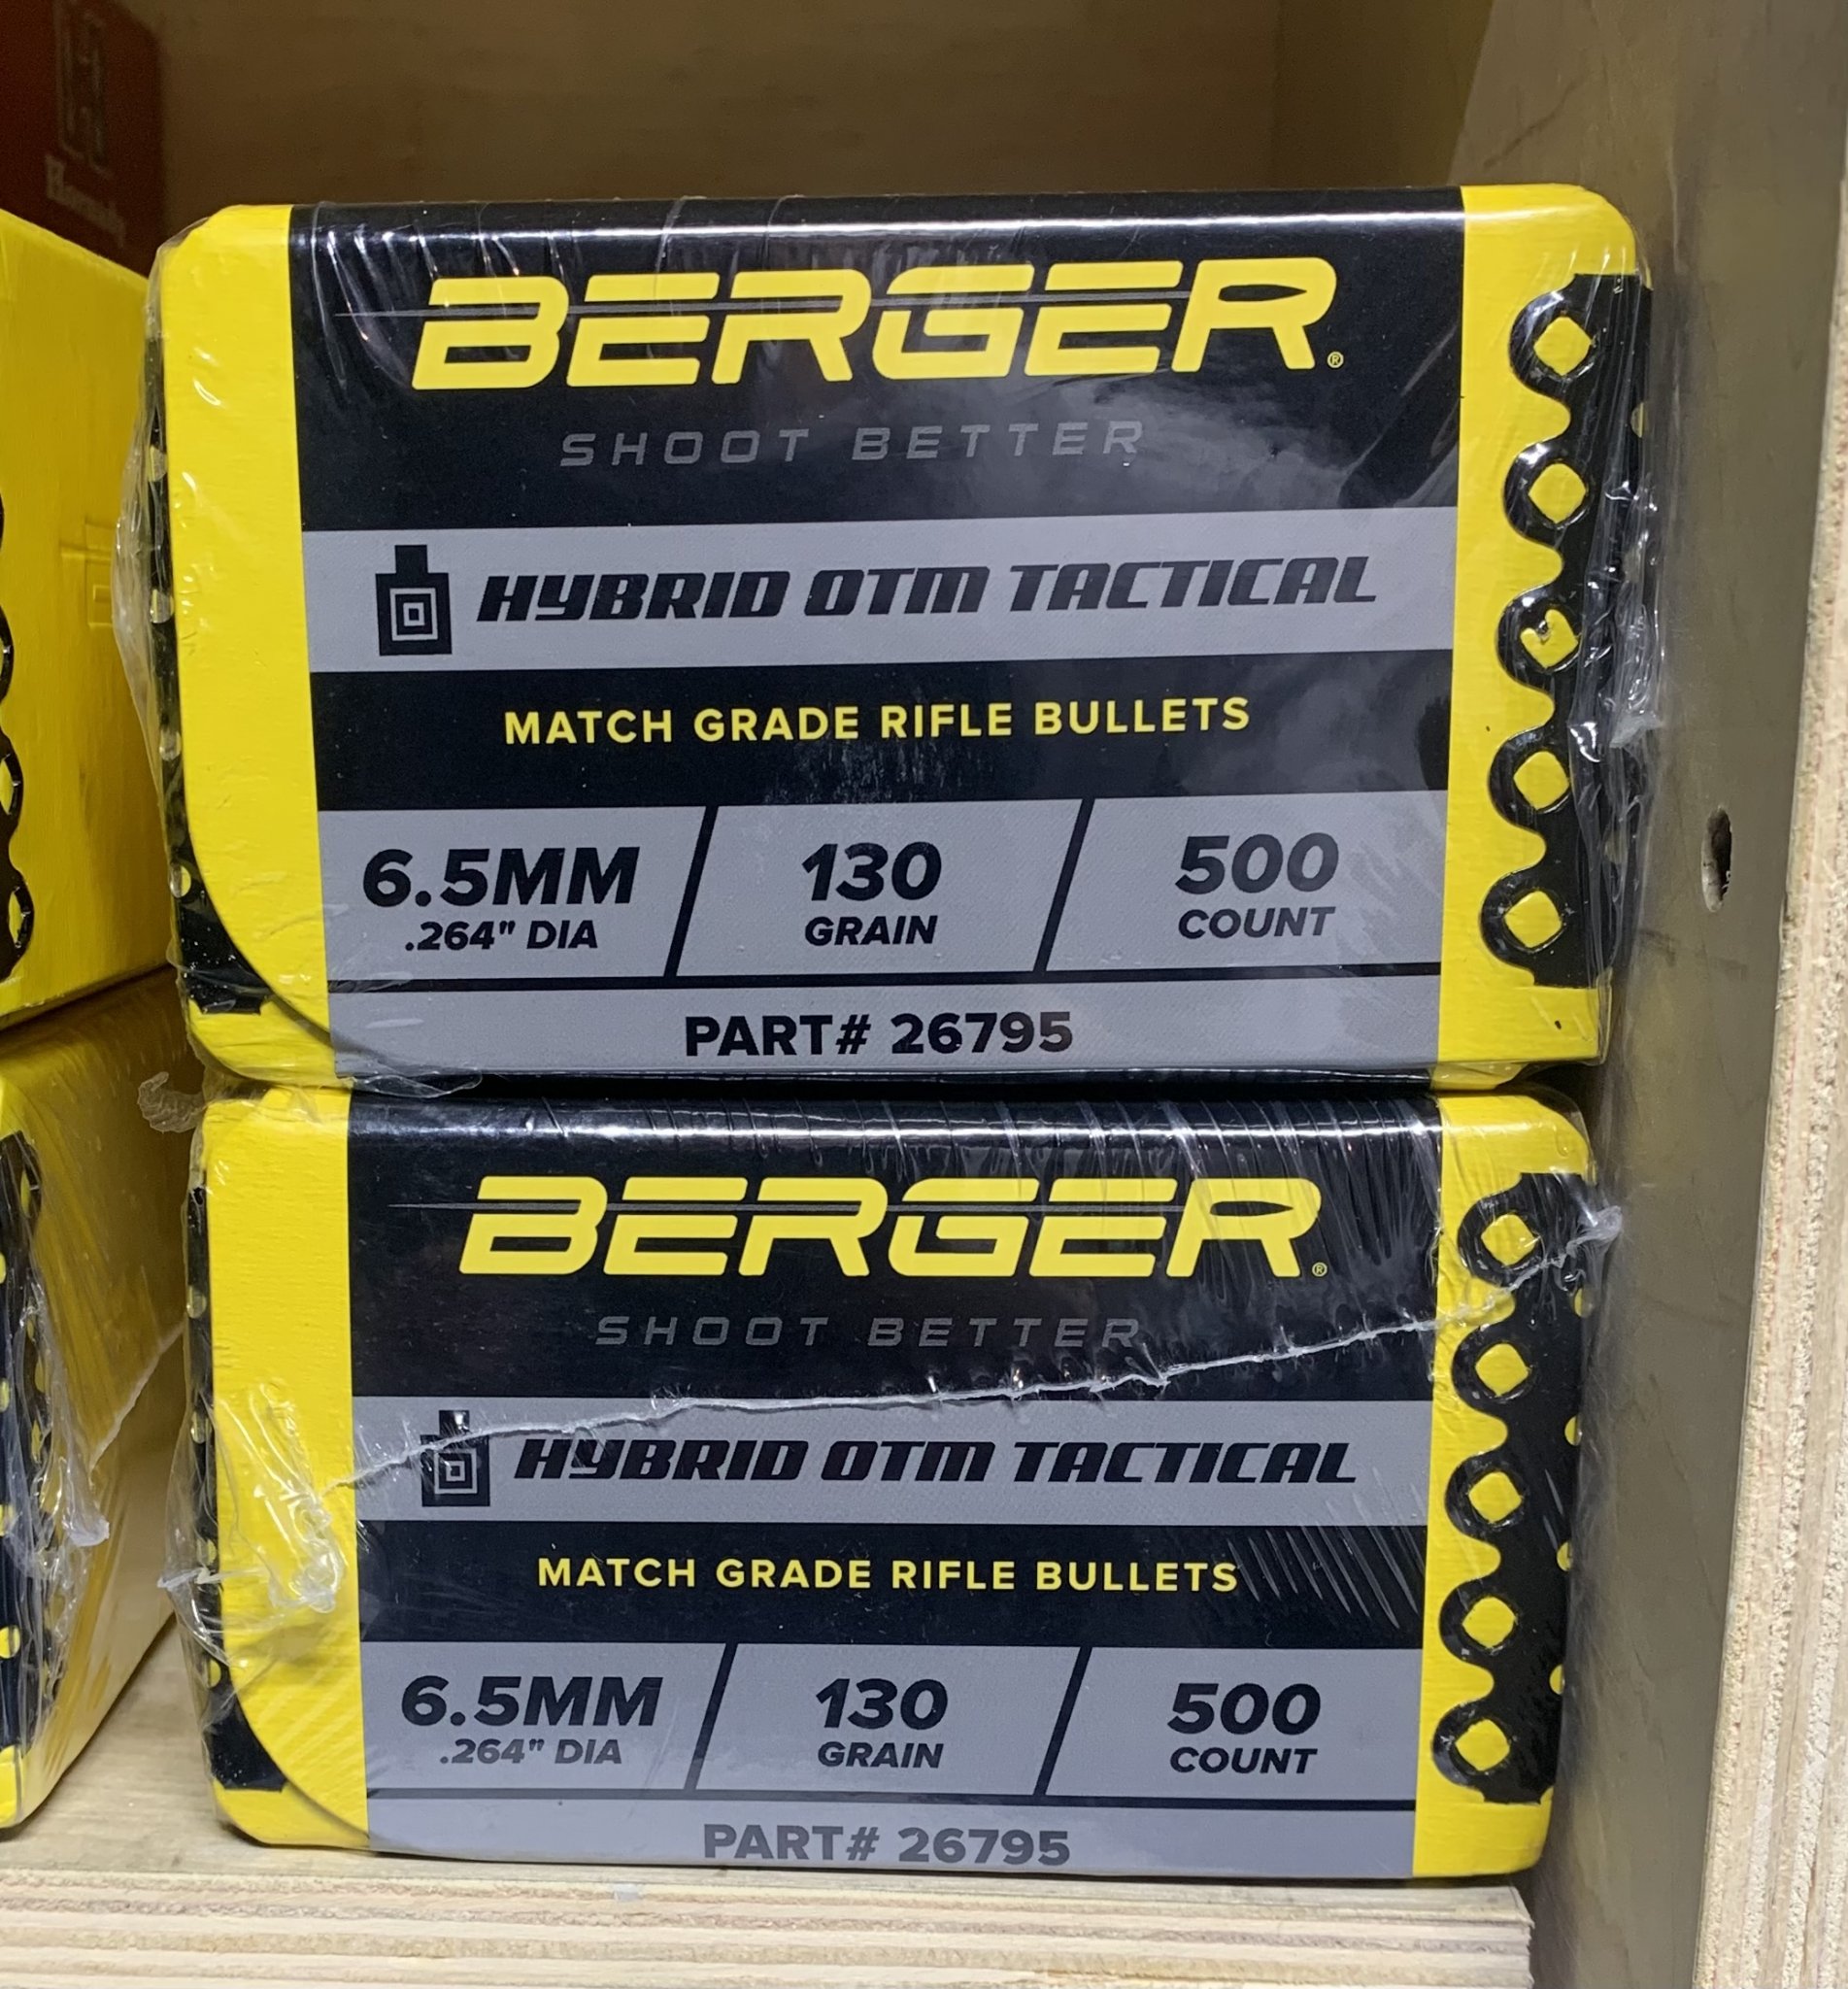 Hornady
BERGER®
SHOOT BETTER
HYBRID OTM TACTICAL
MATCH GRADE RIFLE BULLETS
6.5MM
.264" DIA
130
GRAIN
500
COUNT
PART# 26795
BERGER®
SHOOT BETTER
HYBRID OTM TACTICAL
MATCH GRADE RIFLE BULLETS
6.5MM
.264" DIA
130
GRAIN
500
COUNT
PART# 26795